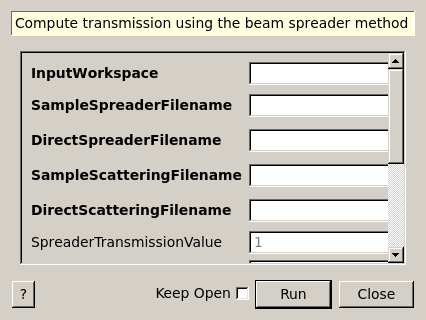 Compute transmission using the beam spreader method
InputWorkspace
SampleSpreaderFilename
DirectSpreaderFilename
SampleScatteringFilename
DirectScatteringFilename
SpreaderTransmissionValue 1
? Keep Open Run Close